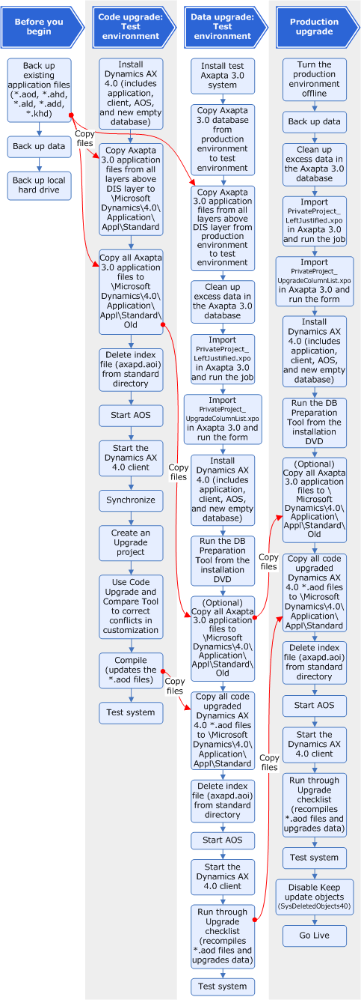 Before you
begin
Back up
existing
application files
(*.aod, *.ahd,
*.ald, *.add,
*.khd)
Back up data
Back up local
hard drive
Copy
files
Code upgrade:
Test
environment
Install
Dynamics AX
4.0 (includes
application,
client, AOS,
and new empty
database)
Copy Axapta
3.0 application
files from all
layers above
DIS layer to
\Microsoft
Dynamics\4.0\
Application\
Appl\Standard
Copy all Axapta
3.0 application
files to
\Microsoft
Dynamics\4.0\
Application\
Appl\Standard\
Old
Delete index
file (axapd.aoi)
from standard
directory
Start AOS
Start the
Dynamics AX
4.0 client
Synchronize
Create an
Upgrade
project
Use Code
Upgrade and
Compare Tool
to correct
conflicts in
customization
Compile
(updates the
*.aod files)
Test system
Copy
files
Copy
files
Data upgrade:
Test
environment
Install test
Axapta 3.0
system
Copy Axapta
3.0 database
from
production
environment
to test
environment
Copy Axapta
3.0 application
files from all
layers above
DIS layer from
production
environment
to test
environment
Clean up
excess data in
the Axapta 3.0
database
Import
PrivateProject_
LeftJustified.xpo
in Axapta 3.0
and run the job
Import
PrivateProject_
UpgradeColumnList.xpo
in Axapta 3.0 and
run the form
Install
Dynamics AX
4.0 (includes
application,
client, AOS,
and new empty
database)
Run the DB
Preparation
Tool from the
installation
DVD
(Optional)
Copy all Axapta
3.0 application
files to
\Microsoft
Dynamics\4.0\
Application\
Appl\Standard\
Old
Copy all code
upgraded
Dynamics AX
4.0 *.aod files
to \Microsoft
Dynamics\4.0\
Application\
Appl\Standard
Delete index
file (axapd.aoi)
from standard
directory
Start AOS
Start the
Dynamics AX
4.0 client
Run through
Upgrade
checklist
(recompiles
*.aod files and
upgrades data)
Test system
Copy
files
Copy
files
Production
upgrade
Turn the
production
environment
offline
Back up data
Clean up
excess data in
the Axapta 3.0
database
Import
PrivateProject_
LeftJustified.xpo
in Axapta 3.0
and run the job
Import
PrivateProject_
UpgradeColumnList.xpo
in Axapta 3.0 and
run the form
Install
Dynamics AX
4.0 (includes
application,
client, AOS,
and new empty
database)
Run the DB
Preparation
Tool from the
installation
DVD
(Optional)
Copy all Axapta
3.0 application
files to \
Microsoft
Dynamics\4.0\
Application\
Appl\Standard\
Old
Copy all code
upgraded
Dynamics AX
4.0 *.aod files
to \Microsoft
Dynamics\4.0\
Application\
Appl\Standard
Delete index
file (axapd.aoi)
from standard
directory
Start AOS
Start the
Dynamics AX
4.0 client
Run through
Upgrade
checklist
(recompiles
*.aod files and
upgrades data)
Test system
Disable Keep
update objects
(SysDeletedObjects40)
Go Live